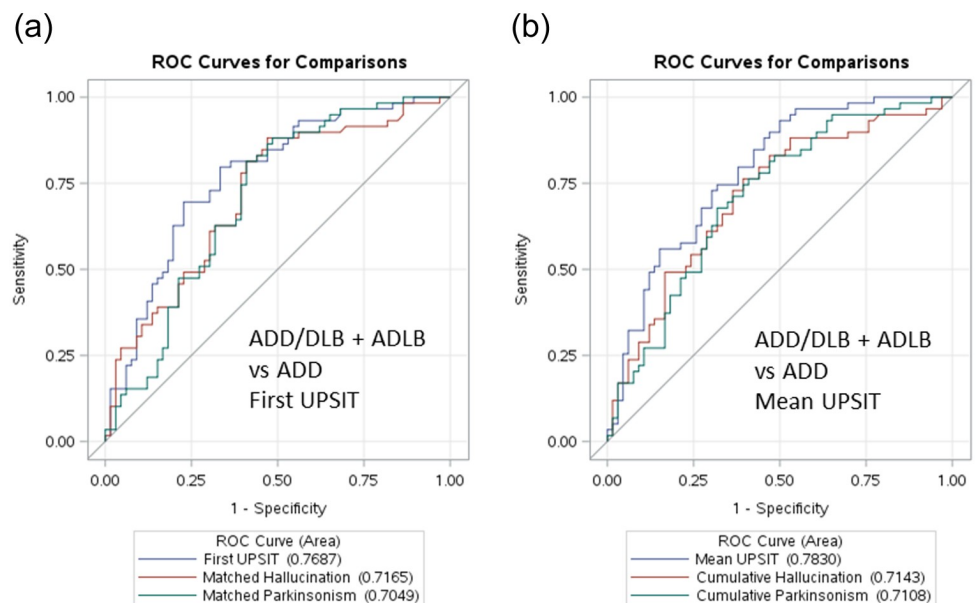 (a)
ROC Curves for Comparisons
1.00
0.75
0.50
0.25
0.00
Sensitivity
ADD/DLB + ADLB
vs ADD
First UPSIT
0.00 0.25 0.50 0.75 1.00
1 - Specificity
ROC Curve (Area)
First UPSIT (0.7687)
Matched Hallucination (0.7165)
Matched Parkinsonism (0.7049)
(b)
ROC Curves for Comparisons
1.00
0.75
0.50
0.25
0.00
Sensitivity
ADD/DLB + ADLB
vs ADD
Mean UPSIT
0.00 0.25 0.50 0.75 1.00
1 - Specificity
ROC Curve (Area)
Mean UPSIT (0.7830)
Cumulative Hallucination (0.7143)
Cumulative Parkinsonism (0.7108)